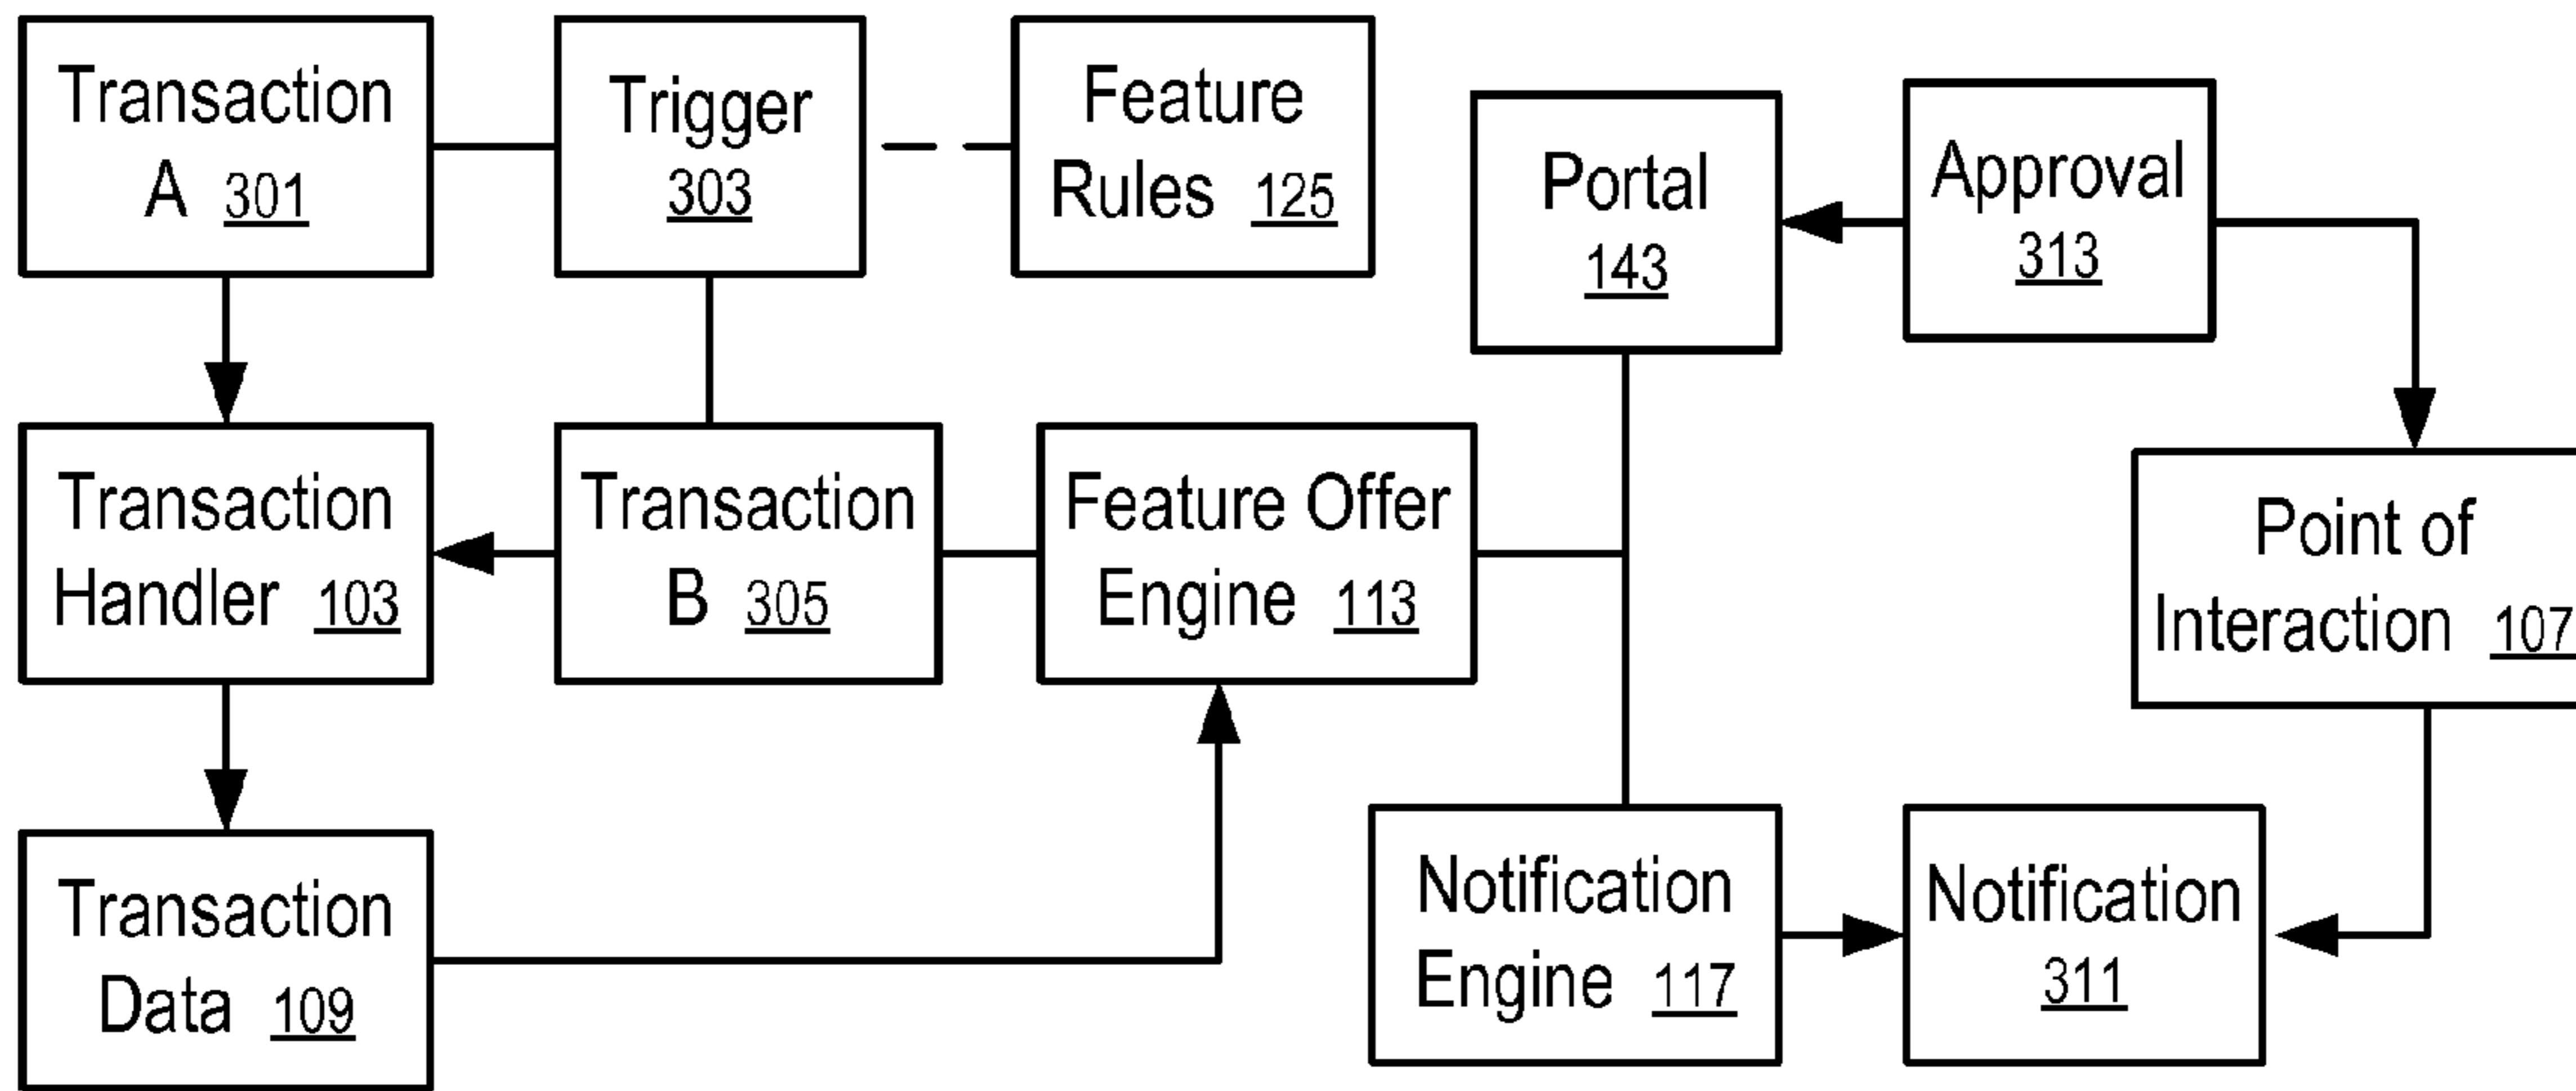 Transaction
A 301
Trigger
303
Feature
Rules 125
Portal
143
Approval
313
Transaction
Handler 103
Transaction
B 305
Feature Offer
Engine 113
Point of
Interaction 107
Transaction
Data 109
Notification
Engine 117
Notification
311